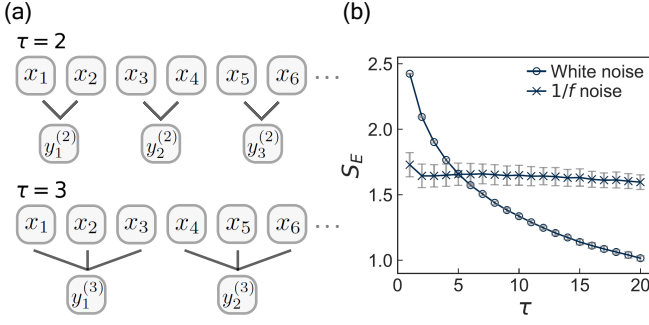 (a)
τ = 2
x₁ x₂ x₃ x₄ x₅ x₆ ⋯
y₁⁽²⁾ y₂⁽²⁾ y₃⁽²⁾
τ = 3
x₁ x₂ x₃ x₄ x₅ x₆ ⋯
y₁⁽³⁾ y₂⁽³⁾
(b)
White noise
1/f noise
2.5
2.0
1.5
1.0
S_E
0 5 10 15 20
τ